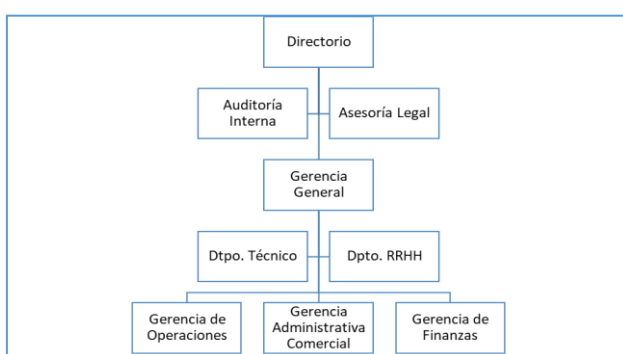 Directorio
Auditoría
Interna
Asesoría Legal
Gerencia
General
Dtpo. Técnico
Dpto. RRHH
Gerencia de
Operaciones
Gerencia
Administrativa
Comercial
Gerencia de
Finanzas